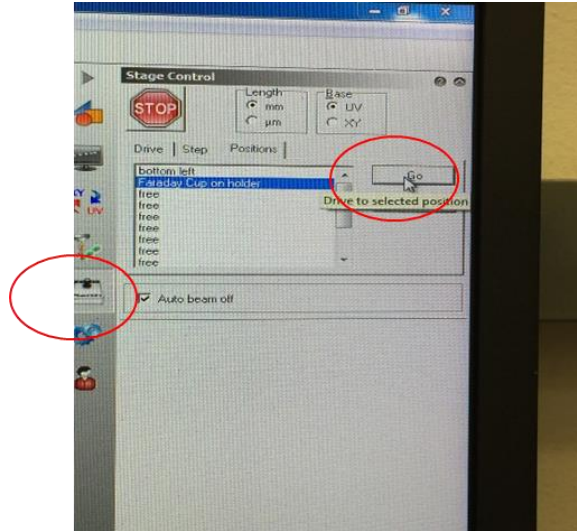 Stage Control
STOP
Length
mm
µm
Base
UV
XY
Drive
Step
Positions
bottom left
Faraday Cup on holder
free
free
free
free
free
free
free
Go
Drive to selected position
Auto beam off
XY
UV